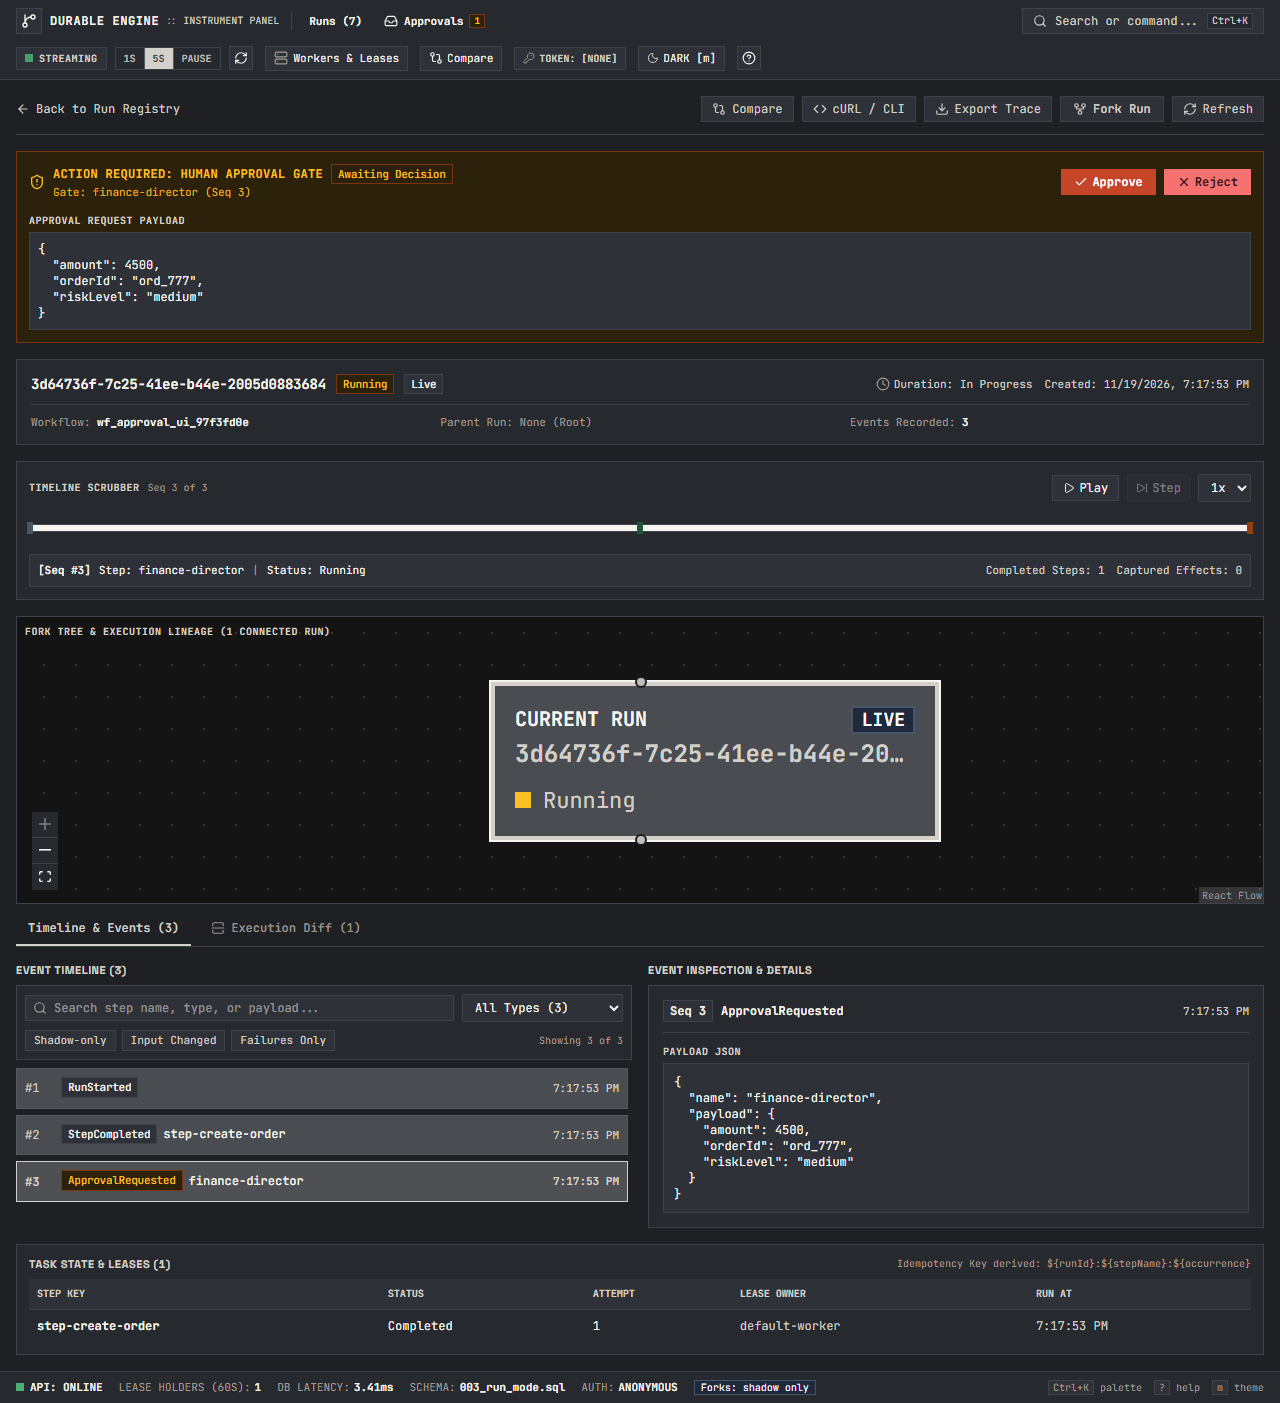 DURABLE ENGINE :: INSTRUMENT PANEL Runs (7) Approvals 1 Search or command... Ctrl+K
STREAMING 1S 5S PAUSE Workers & Leases Compare TOKEN: [NONE] DARK [m]
Back to Run Registry Compare cURL / CLI Export Trace Fork Run Refresh
ACTION REQUIRED: HUMAN APPROVAL GATE Awaiting Decision
Gate: finance-director (Seq 3)
Approve Reject
APPROVAL REQUEST PAYLOAD
{
"amount": 4500,
"orderId": "ord_777",
"riskLevel": "medium"
}
3d64736f-7c25-41ee-b44e-2005d0883684 Running Live Duration: In Progress Created: 11/19/2026, 7:17:53 PM
Workflow: wf_approval_ui_97f3fd0e Parent Run: None (Root) Events Recorded: 3
TIMELINE SCRUBBER Seq 3 of 3 Play Step 1x
[Seq #3] Step: finance-director | Status: Running Completed Steps: 1 Captured Effects: 0
FORK TREE & EXECUTION LINEAGE (1 CONNECTED RUN)
CURRENT RUN LIVE
3d64736f-7c25-41ee-b44e-20…
Running
React Flow
Timeline & Events (3) Execution Diff (1)
EVENT TIMELINE (3)
Search step name, type, or payload... All Types (3)
Shadow-only Input Changed Failures Only Showing 3 of 3
#1 RunStarted 7:17:53 PM
#2 StepCompleted step-create-order 7:17:53 PM
#3 ApprovalRequested finance-director 7:17:53 PM
EVENT INSPECTION & DETAILS
Seq 3 ApprovalRequested 7:17:53 PM
PAYLOAD JSON
{
"name": "finance-director",
"payload": {
"amount": 4500,
"orderId": "ord_777",
"riskLevel": "medium"
}
}
TASK STATE & LEASES (1) Idempotency Key derived: ${runId}:${stepName}:${occurrence}
STEP KEY STATUS ATTEMPT LEASE OWNER RUN AT
step-create-order Completed 1 default-worker 7:17:53 PM
API: ONLINE LEASE HOLDERS (60S): 1 DB LATENCY: 3.41ms SCHEMA: 003_run_mode.sql AUTH: ANONYMOUS Forks: shadow only Ctrl+K palette ? help m theme